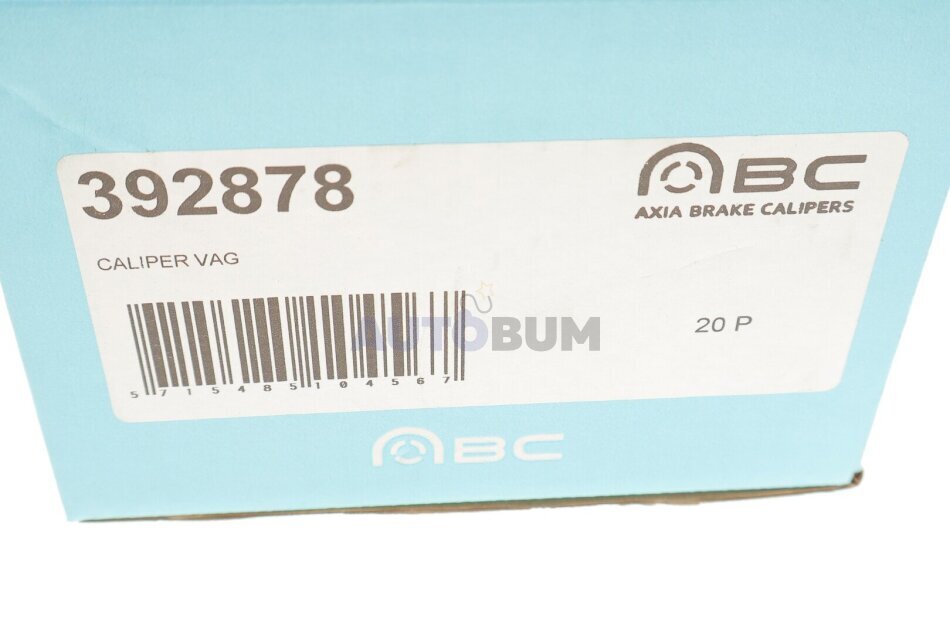 392878
ABC
AXIA BRAKE CALIPERS
CALIPER VAG
20 P
AUTOBUM
5715485104567
ABC